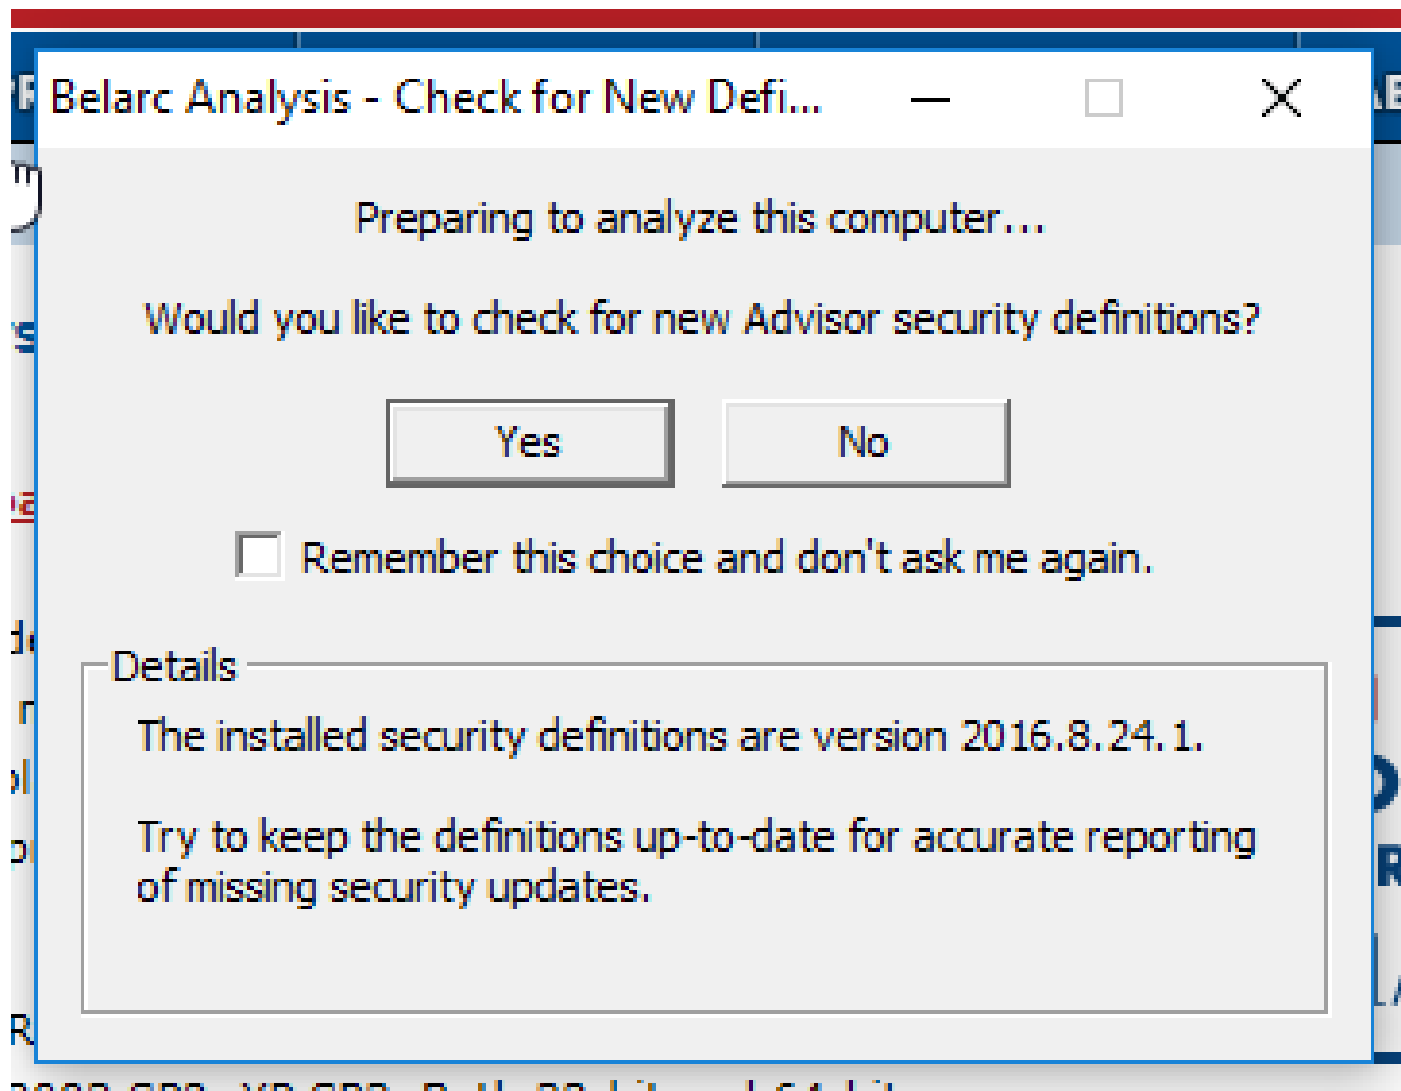 Belarc Analysis - Check for New Defi...
Preparing to analyze this computer...
Would you like to check for new Advisor security definitions?
Yes
No
Remember this choice and don't ask me again.
Details
The installed security definitions are version 2016.8.24.1.
Try to keep the definitions up-to-date for accurate reporting
of missing security updates.